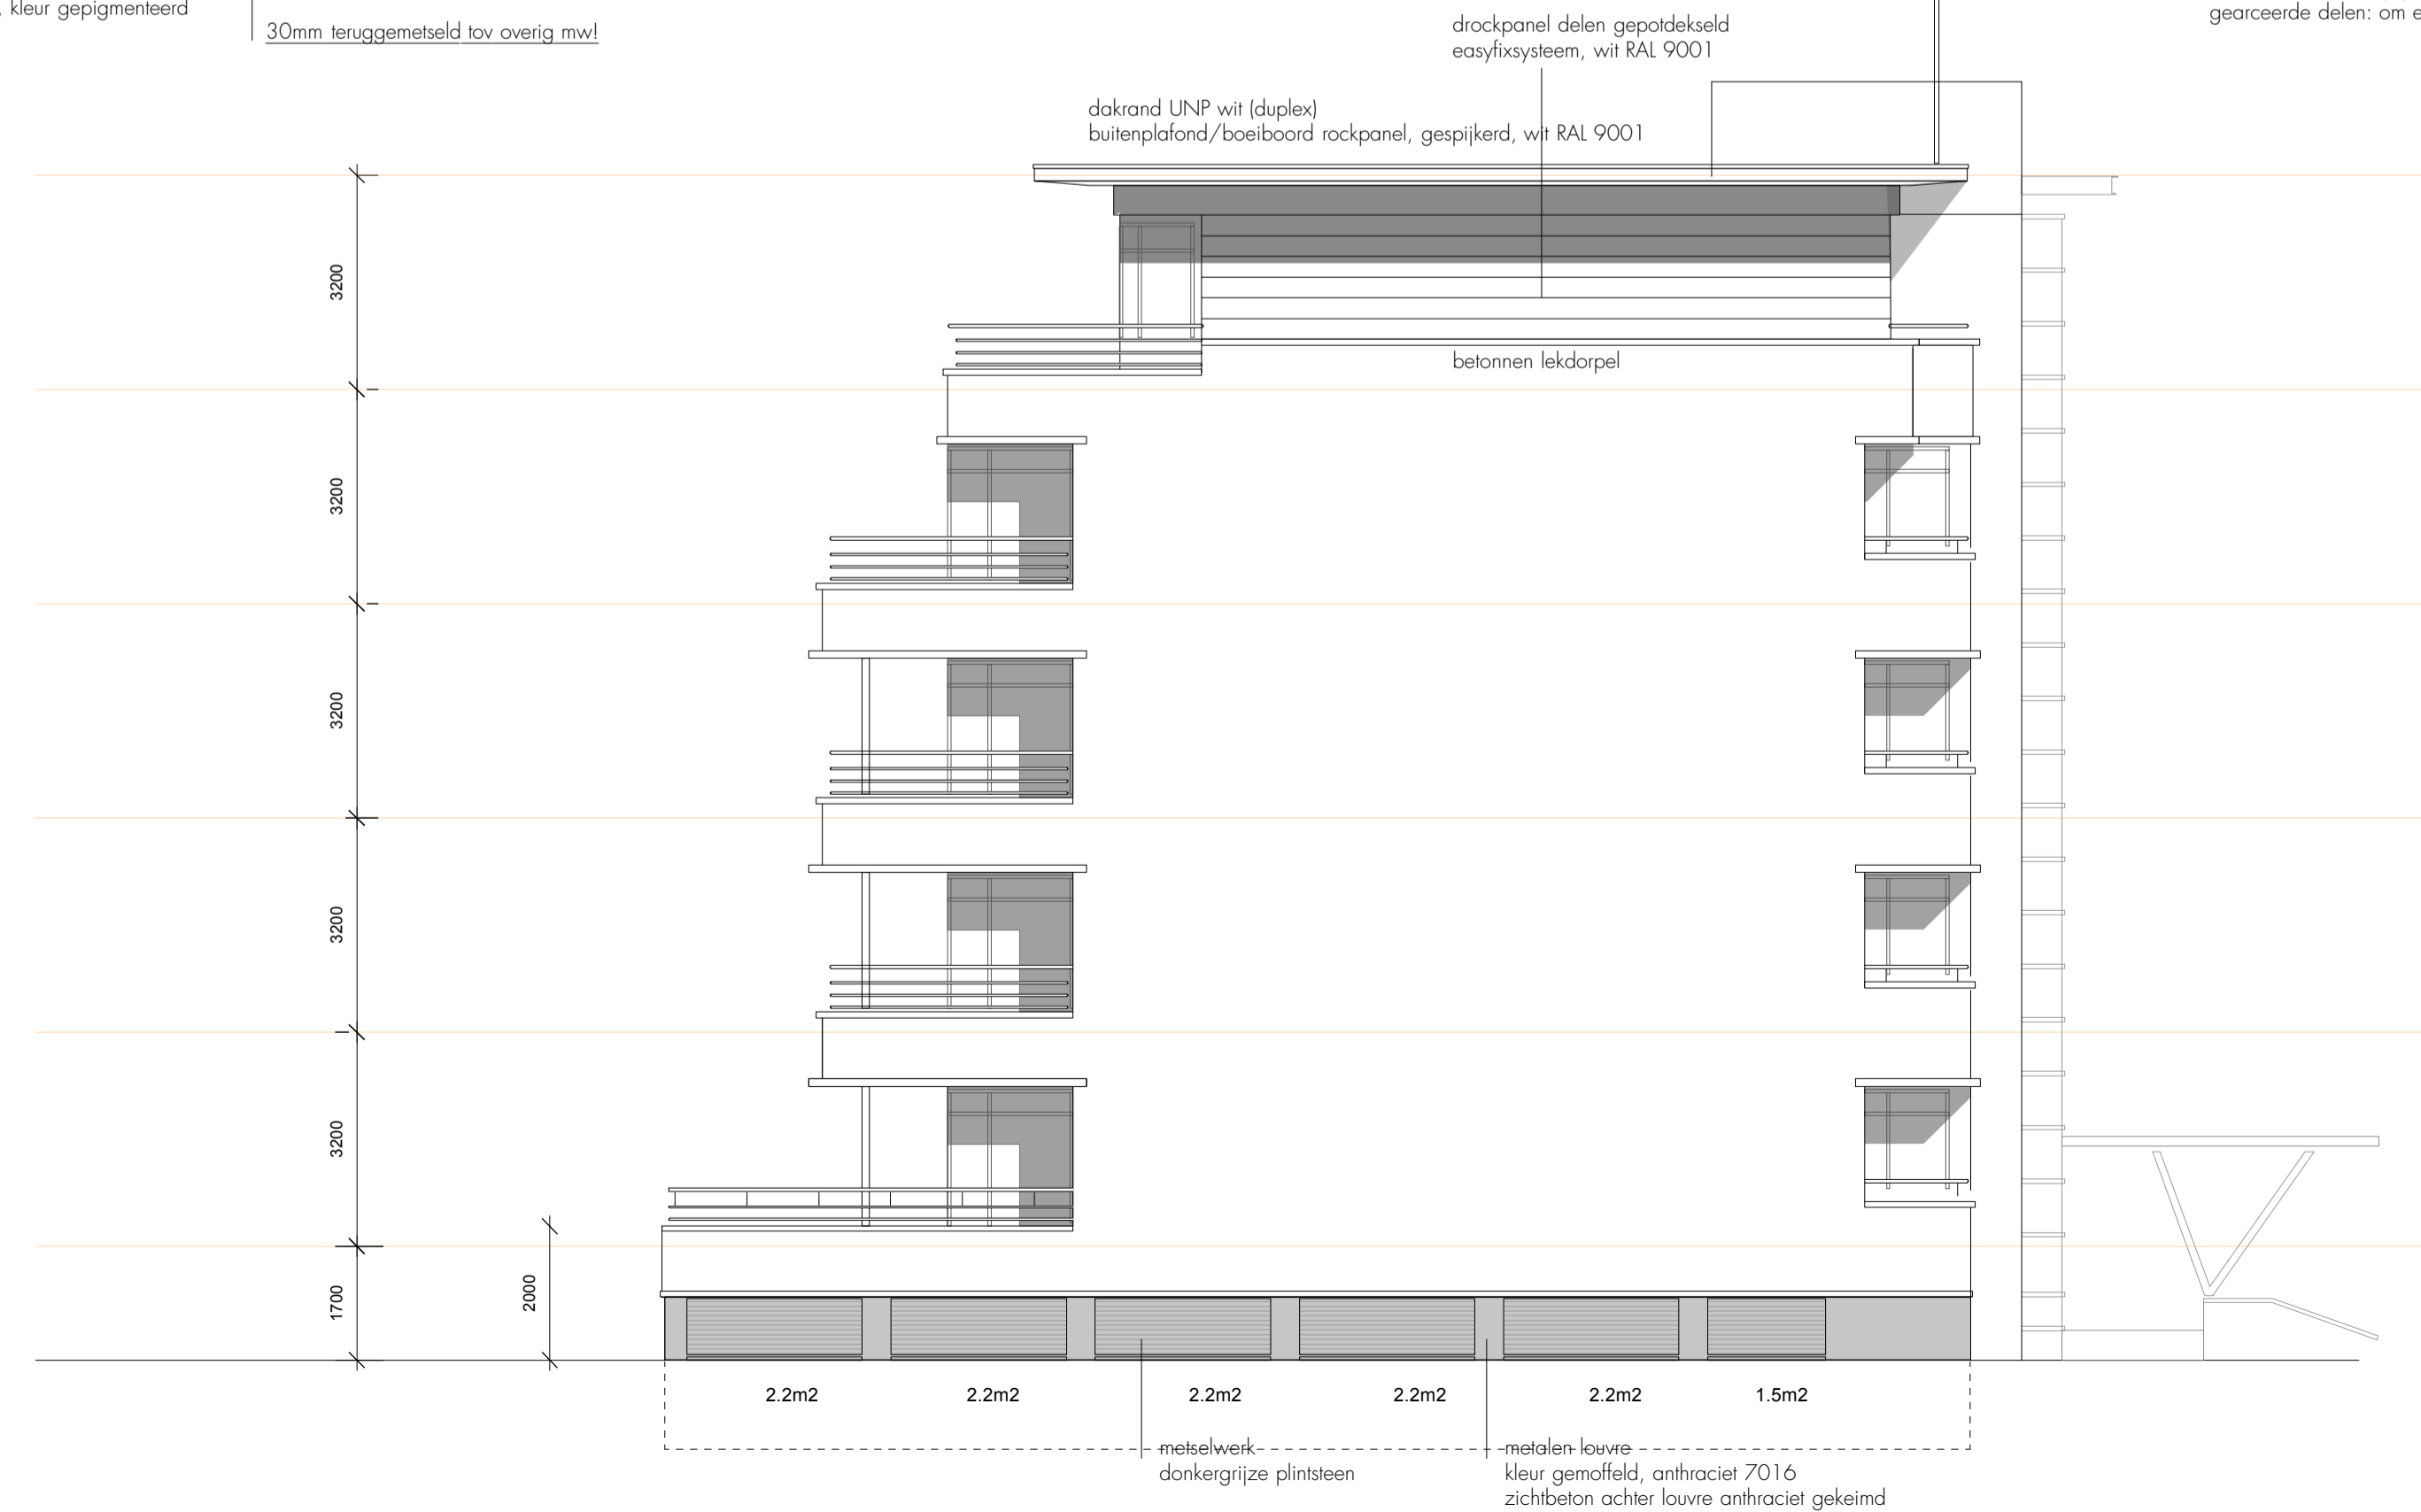 kleur gepigmenteerd
30mm teruggemetseld tov overig mw!
drockpanel delen gepotdekseld
easyfixsysteem, wit RAL 9001
gearceerde delen: om
dakrand UNP wit (duplex)
buitenplafond/boeiboord rockpanel, gespijkerd, wit RAL 9001
3200
betonnen lekdorpel
3200
3200
3200
3200
1700
2000
2.2m2
2.2m2
2.2m2
2.2m2
2.2m2
1.5m2
metselwerk
donkergrijze plintsteen
metalen louvre
kleur gemoffeld, anthraciet 7016
zichtbeton achter louvre anthraciet gekeimd